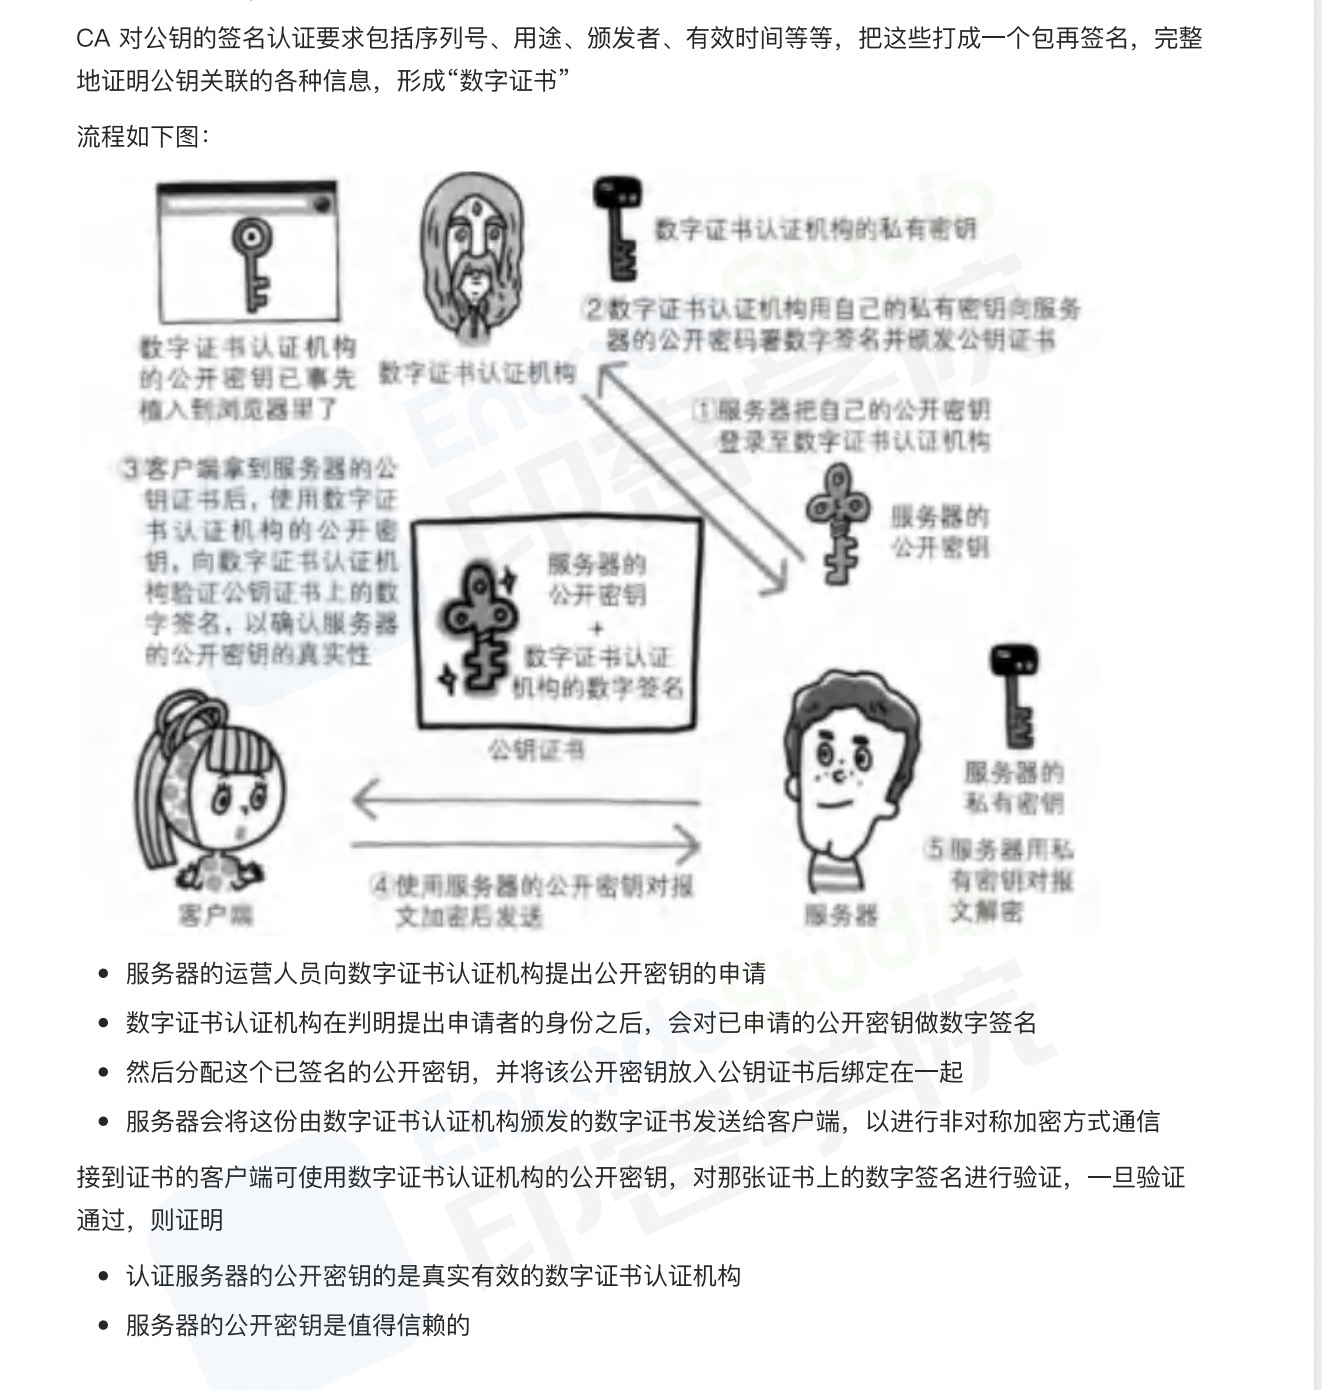 CA 对公钥的签名认证要求包括序列号、用途、颁发者、有效时间等等，把这些打成一个包再签名，完整
地证明公钥关联的各种信息，形成“数字证书”
流程如下图：
数字证书认证机构
的公开密钥已事先
植入到浏览器里了
数字证书认证机构
数字证书认证机构的私有密钥
②数字证书认证机构用自己的私有密钥向服务
器的公开密码署数字签名并颁发公钥证书
①服务器把自己的公开密钥
登录至数字证书认证机构
服务器的
公开密钥
③客户端拿到服务器的公
钥证书后，使用数字证
书认证机构的公开密
钥，向数字证书认证机
构验证公钥证书上的数
字签名，以确认服务器
的公开密钥的真实性
服务器的
公开密钥
+
数字证书认证
机构的数字签名
公钥证书
服务器的
私有密钥
⑤服务器用私
有密钥对报
文解密
④使用服务器的公开密钥对报
文加密后发送
客户端
服务器
服务器的运营人员向数字证书认证机构提出公开密钥的申请
数字证书认证机构在判明提出申请者的身份之后，会对已申请的公开密钥做数字签名
然后分配这个已签名的公开密钥，并将该公开密钥放入公钥证书后绑定在一起
服务器会将这份由数字证书认证机构颁发的数字证书发送给客户端，以进行非对称加密方式通信
接到证书的客户端可使用数字证书认证机构的公开密钥，对那张证书上的数字签名进行验证，一旦验证
通过，则证明
认证服务器的公开密钥的是真实有效的数字证书认证机构
服务器的公开密钥是值得信赖的
Encode Studio
印客学院
Encode Studio
印客学院